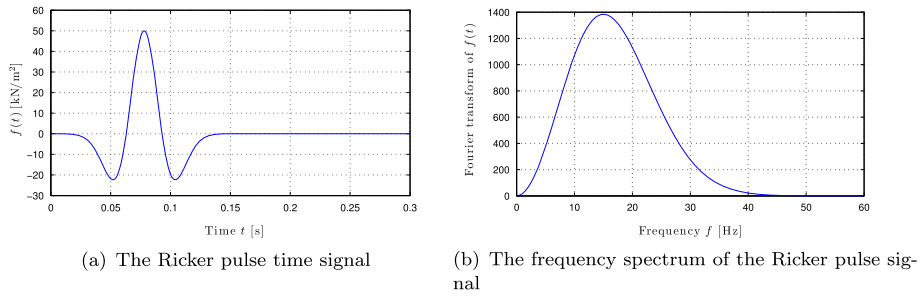 60
50
40
30
20
10
0
−10
−20
−30
f(t) [kN/m²]
0 0.05 0.1 0.15 0.2 0.25 0.3
Time t [s]
(a) The Ricker pulse time signal
1400
1200
1000
800
600
400
200
0
Fourier transform of f(t)
0 10 20 30 40 50 60
Frequency f [Hz]
(b) The frequency spectrum of the Ricker pulse sig-
nal